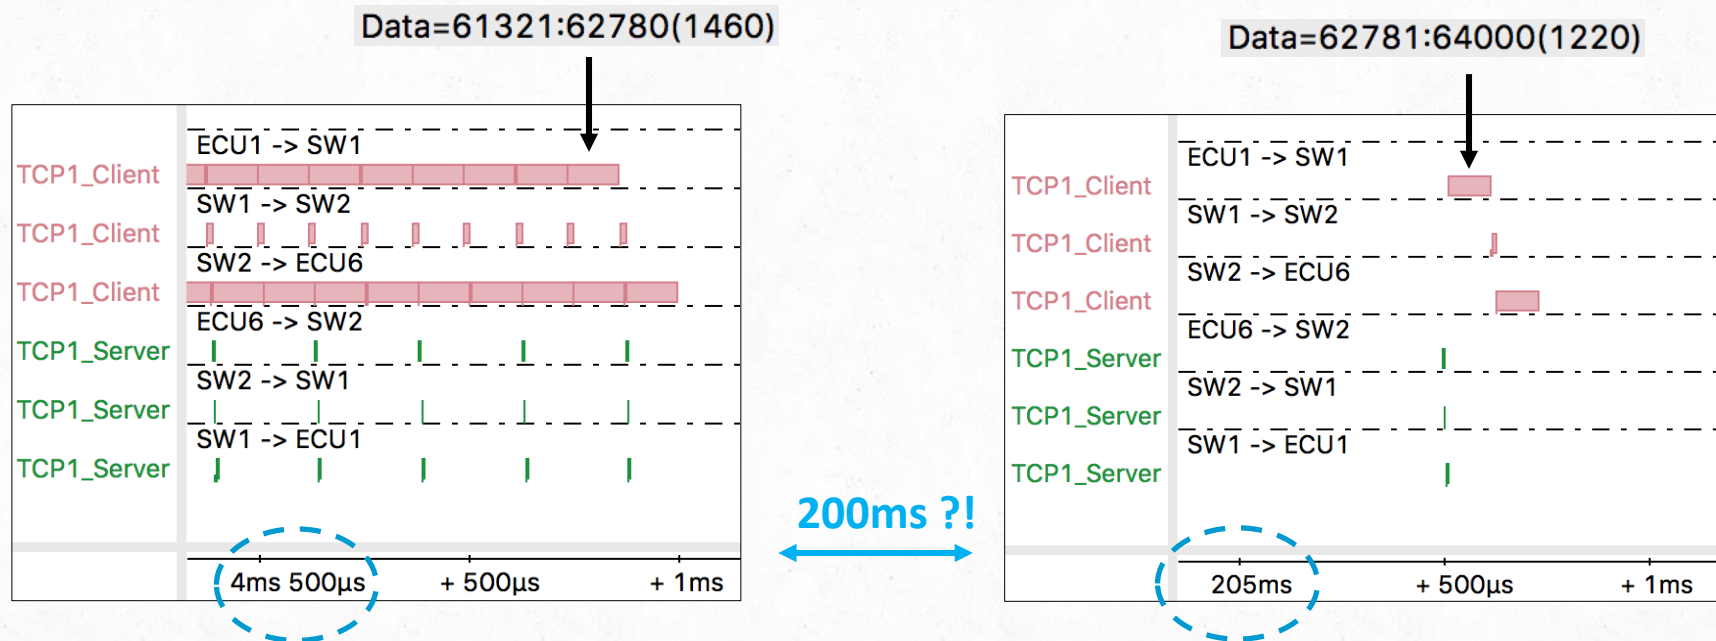 Data=61321:62780(1460)
ECU1 -> SW1
TCP1_Client
SW1 -> SW2
TCP1_Client
SW2 -> ECU6
TCP1_Client
ECU6 -> SW2
TCP1_Server
SW2 -> SW1
TCP1_Server
SW1 -> ECU1
TCP1_Server
4ms 500µs
+ 500µs
+ 1ms
200ms ?!
Data=62781:64000(1220)
ECU1 -> SW1
TCP1_Client
SW1 -> SW2
TCP1_Client
SW2 -> ECU6
TCP1_Client
ECU6 -> SW2
TCP1_Server
SW2 -> SW1
TCP1_Server
SW1 -> ECU1
TCP1_Server
205ms
+ 500µs
+ 1ms